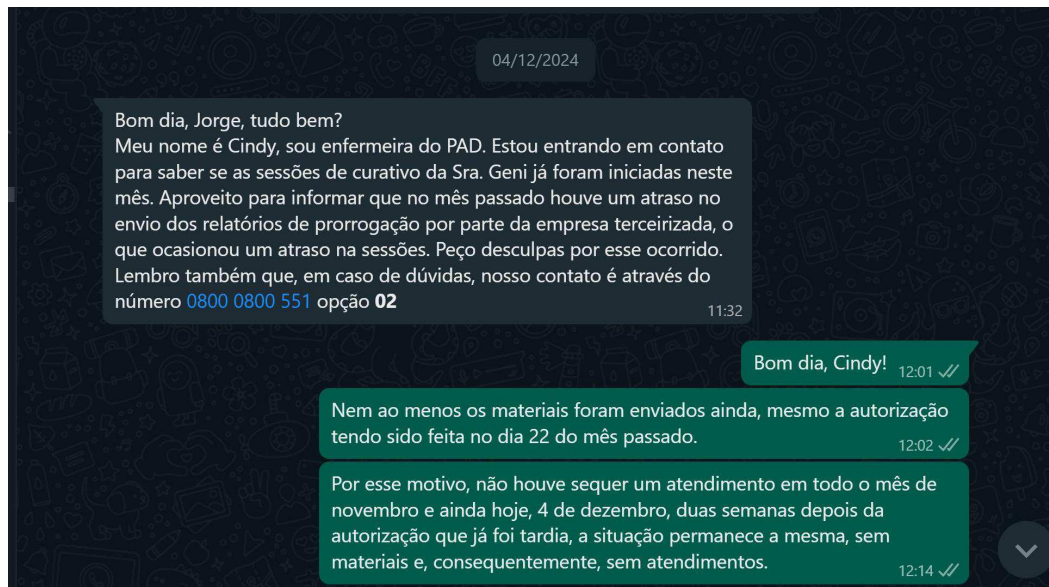 04/12/2024
Bom dia, Jorge, tudo bem?
Meu nome é Cindy, sou enfermeira do PAD. Estou entrando em contato
para saber se as sessões de curativo da Sra. Geni já foram iniciadas neste
mês. Aproveito para informar que no mês passado houve um atraso no
envio dos relatórios de prorrogação por parte da empresa terceirizada, o
que ocasionou um atraso na sessões. Peço desculpas por esse ocorrido.
Lembro também que, em caso de dúvidas, nosso contato é através do
número 0800 0800 551 opção 02
11:32
Bom dia, Cindy! 12:01
Nem ao menos os materiais foram enviados ainda, mesmo a autorização
tendo sido feita no dia 22 do mês passado.
12:02
Por esse motivo, não houve sequer um atendimento em todo o mês de
novembro e ainda hoje, 4 de dezembro, duas semanas depois da
autorização que já foi tardia, a situação permanece a mesma, sem
materiais e, consequentemente, sem atendimentos.
12:14